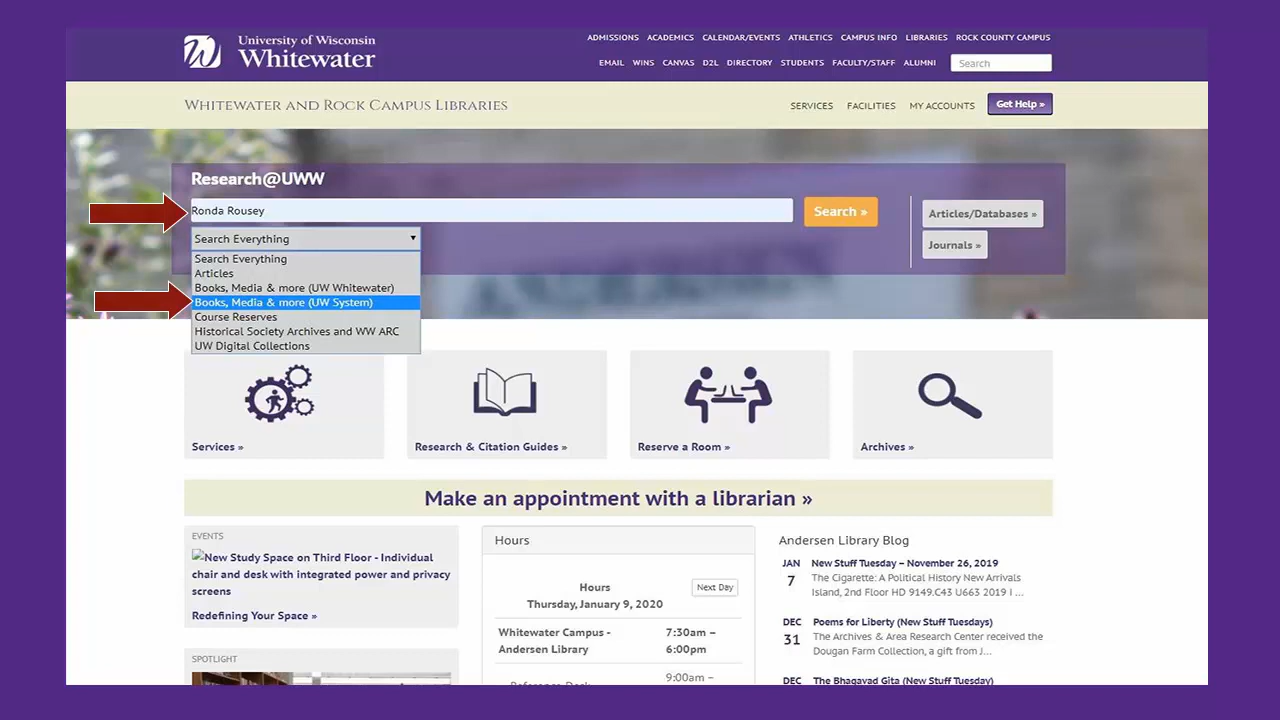 University of Wisconsin
Whitewater
ADMISSIONS ACADEMICS CALENDAR/EVENTS ATHLETICS CAMPUS INFO LIBRARIES ROCK COUNTY CAMPUS
EMAIL WINS CANVAS D2L DIRECTORY STUDENTS FACULTY/STAFF ALUMNI Search
WHITEWATER AND ROCK CAMPUS LIBRARIES
SERVICES FACILITIES MY ACCOUNTS Get Help »
Research@UWW
Ronda Rousey
Search »
Articles/Databases »
Journals »
Search Everything
Search Everything
Articles
Books, Media & more (UW Whitewater)
Books, Media & more (UW System)
Course Reserves
Historical Society Archives and WW ARC
UW Digital Collections
ANDERSEN
Services »
Research & Citation Guides »
Reserve a Room »
Archives »
Make an appointment with a librarian »
EVENTS
New Study Space on Third Floor - Individual
chair and desk with integrated power and privacy
screens
Redefining Your Space »
SPOTLIGHT
Hours
Hours
Next Day
Thursday, January 9, 2020
Whitewater Campus - 7:30am –
Andersen Library 6:00pm
Reference Desk 9:00am –
Andersen Library Blog
JAN New Stuff Tuesday – November 26, 2019
7 The Cigarette: A Political History New Arrivals
Island, 2nd Floor HD 9149.C43 U663 2019 I ...
DEC Poems for Liberty (New Stuff Tuesdays)
31 The Archives & Area Research Center received the
Dougan Farm Collection, a gift from J...
DEC The Bhagavad Gita (New Stuff Tuesday)